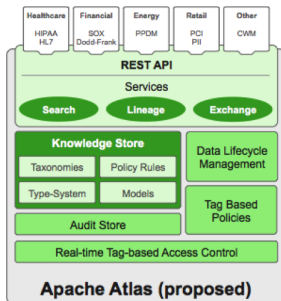 Healthcare
HIPAA
HL7
Financial
SOX
Dodd-Frank
Energy
PPDM
Retail
PCI
PII
Other
CWM
REST API
Services
Search
Lineage
Exchange
Knowledge Store
Taxonomies
Policy Rules
Type-System
Models
Data Lifecycle
Management
Audit Store
Tag Based
Policies
Real-time Tag-based Access Control
Apache Atlas (proposed)